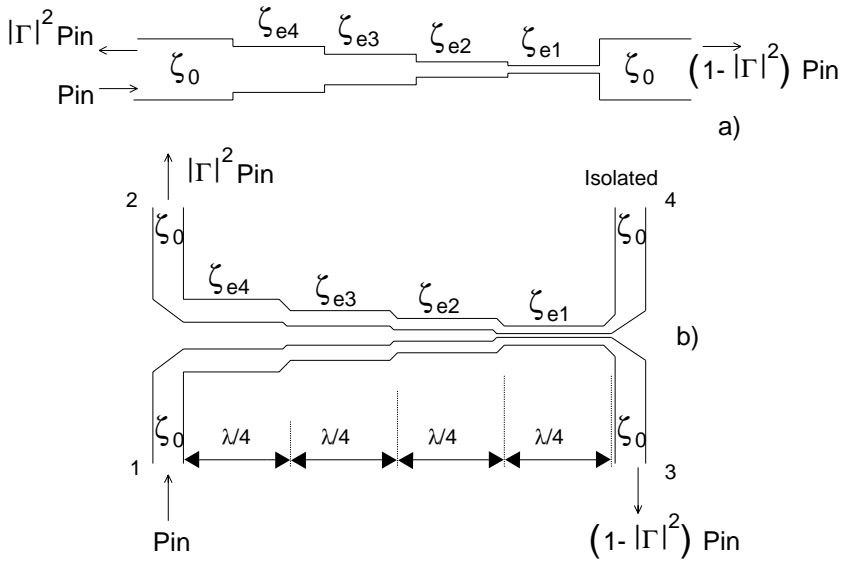 |Γ|² Pin
ζe4
ζe3
ζe2
ζe1
ζ0
ζ0
(1- |Γ|²) Pin
Pin
a)
|Γ|² Pin
Isolated
2
4
ζ0
ζ0
ζe4
ζe3
ζe2
ζe1
b)
ζ0
λ/4
λ/4
λ/4
λ/4
ζ0
1
3
Pin
(1- |Γ|²) Pin